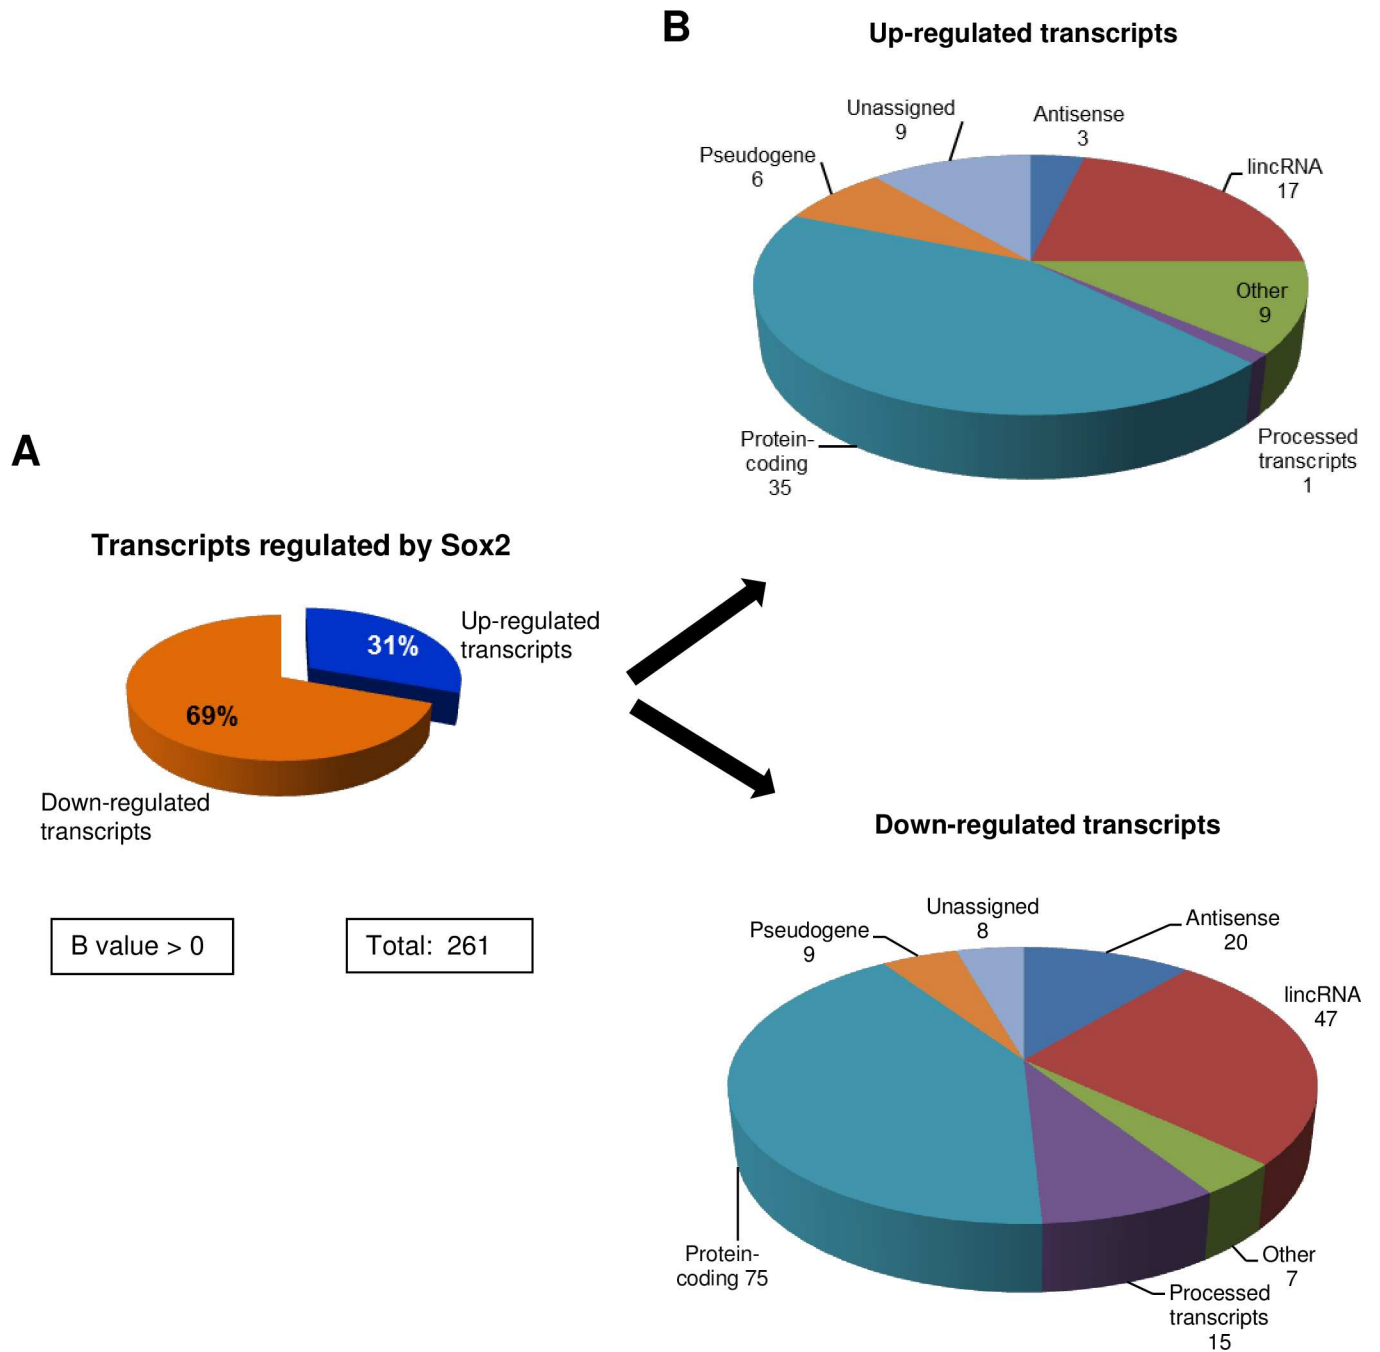 B
Up-regulated transcripts
Unassigned
9
Antisense
3
Pseudogene
6
lincRNA
17
Other
9
Protein-
coding
35
Processed
transcripts
1
A
Transcripts regulated by Sox2
31%
Up-regulated
transcripts
69%
Down-regulated
transcripts
B value > 0
Total: 261
Down-regulated transcripts
Unassigned
8
Antisense
20
Pseudogene
9
lincRNA
47
Protein-
coding 75
Other
7
Processed
transcripts
15